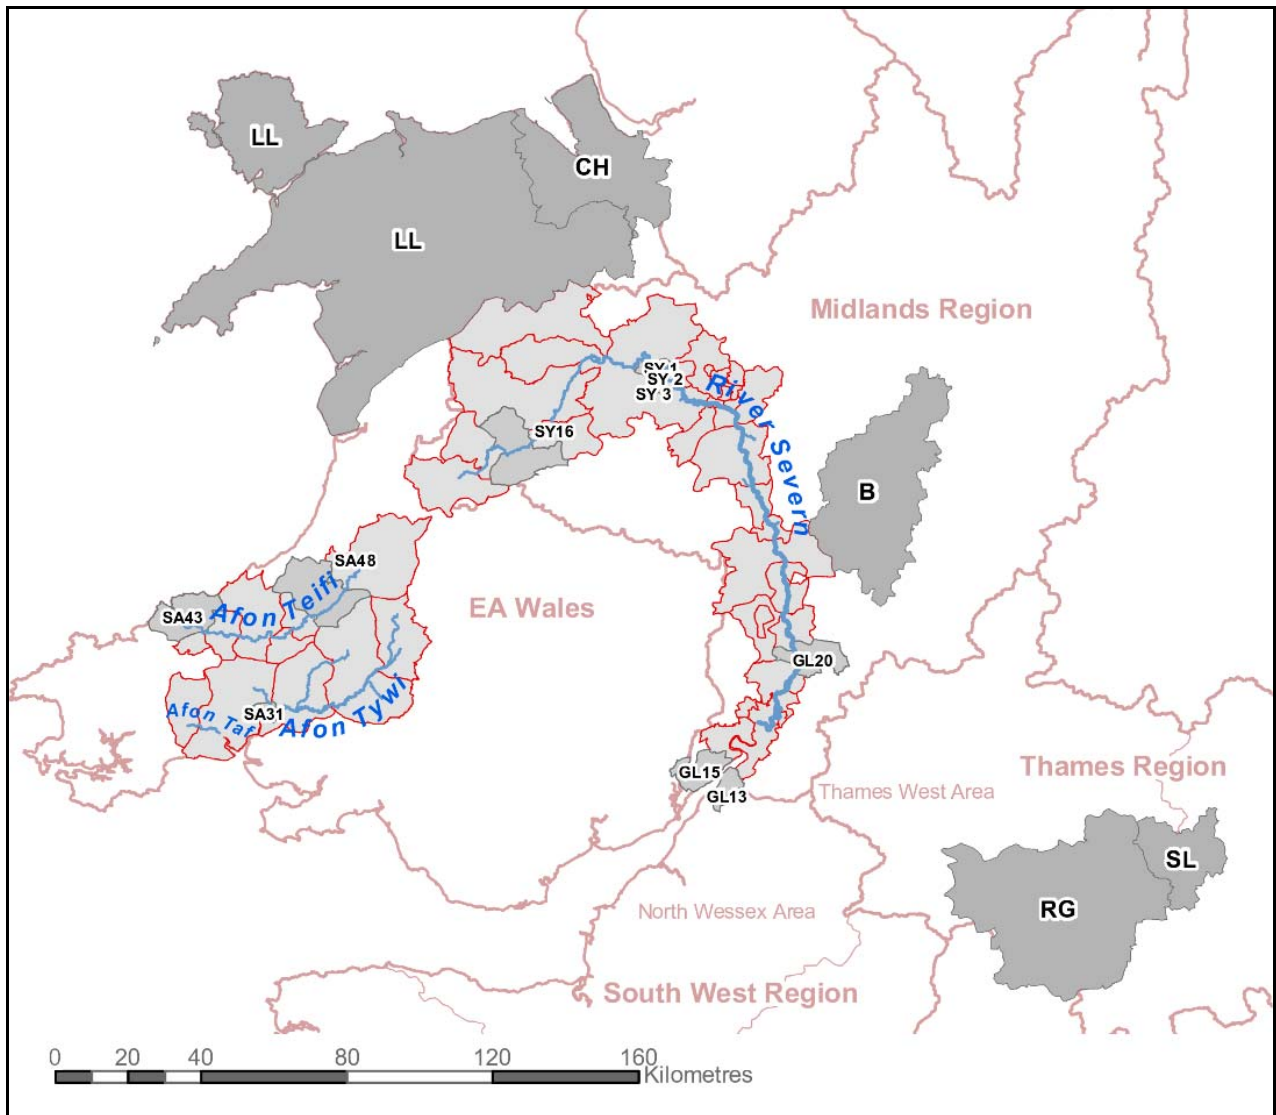 LL
CH
LL
Midlands Region
SY 1
SY 2
SY 3
River Severn
SY16
B
SA48
Afon Teifi
SA43
EA Wales
GL20
Afon Tywi
Afon Taf
SA31
GL15
GL13
Thames Region
Thames West Area
SL
RG
North Wessex Area
South West Region
0 20 40 80 120 160
Kilometres